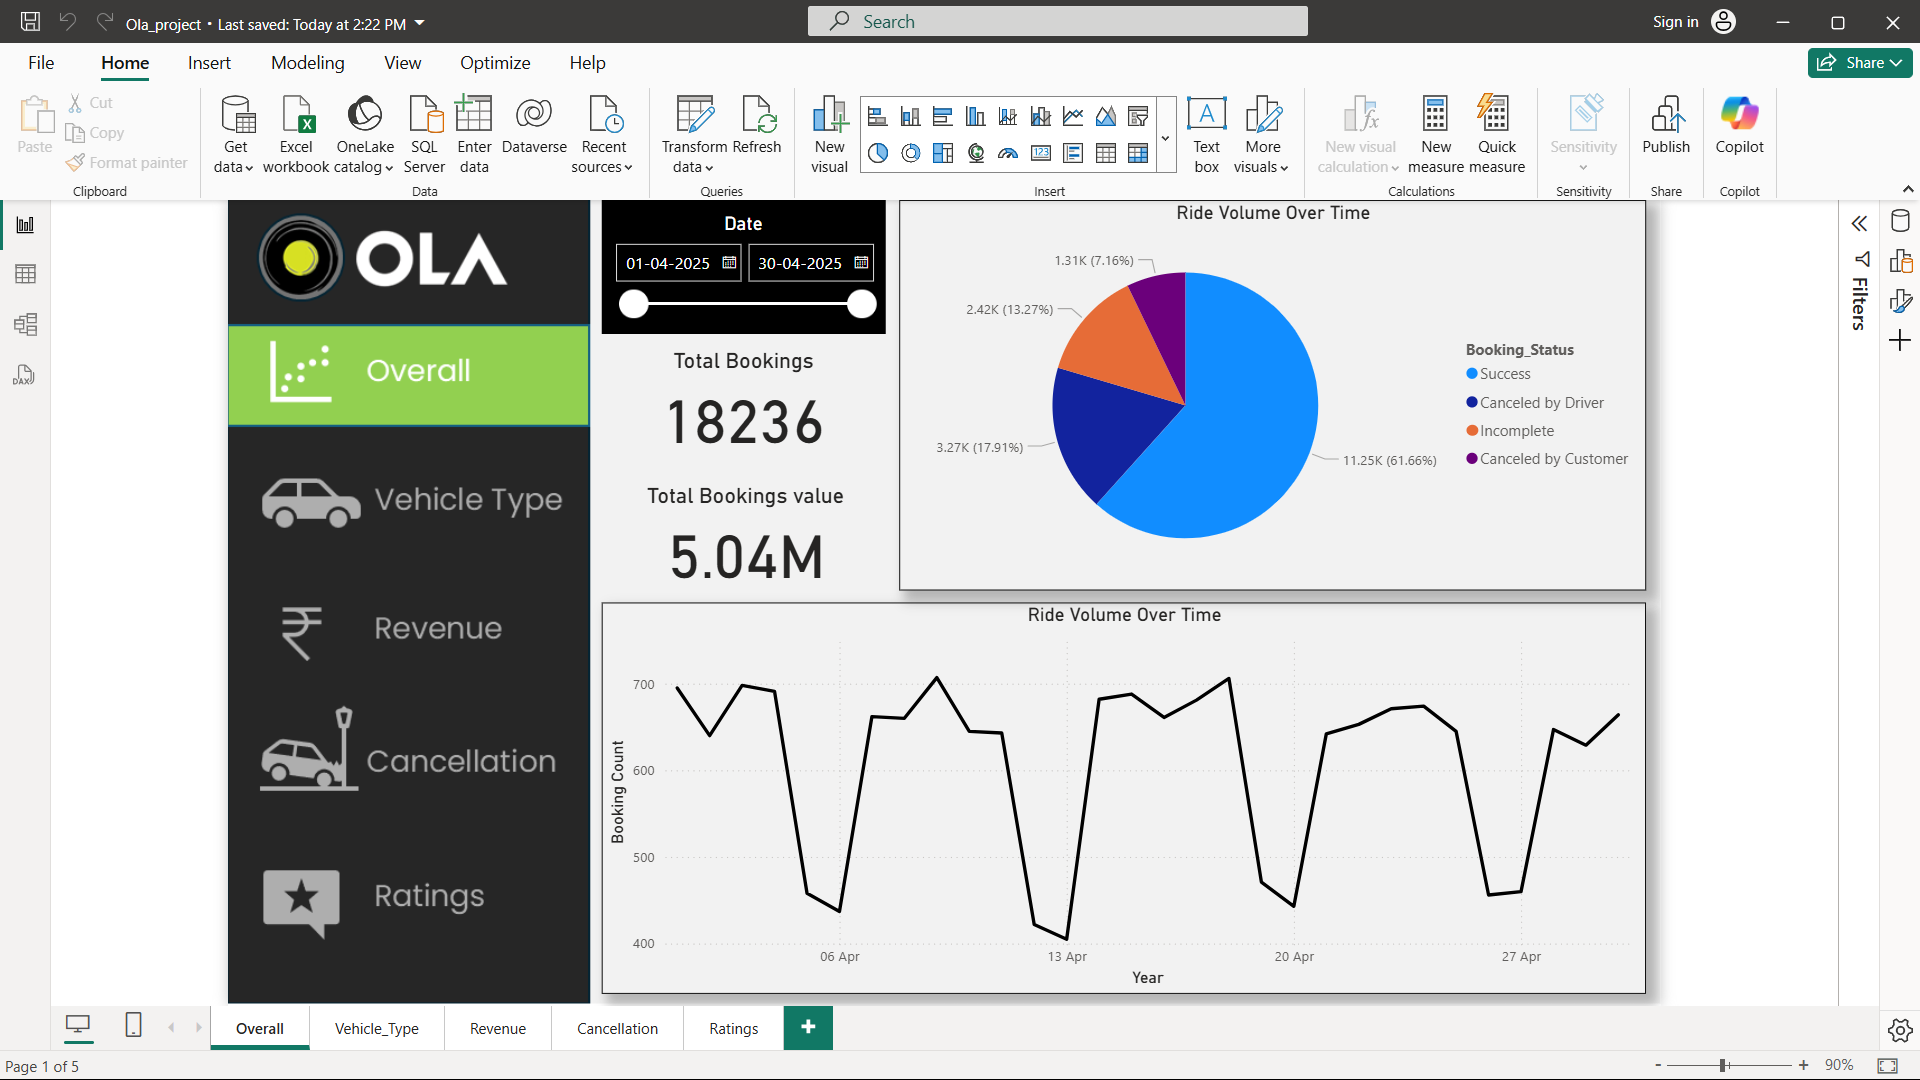 Ola_project • Last saved: Today at 2:22 PM
Search
Sign in
File
Home
Insert
Modeling
View
Optimize
Help
Share
Paste
Cut
Copy
Format painter
Clipboard
Get data
Excel workbook
OneLake catalog
SQL Server
Enter data
Dataverse
Recent sources
Data
Transform data
Refresh
Queries
New visual
Text box
More visuals
Insert
New visual calculation
New measure
Quick measure
Calculations
Sensitivity
Sensitivity
Publish
Share
Copilot
Copilot
DAX
OLA
Overall
Vehicle Type
₹ Revenue
Cancellation
Ratings
Date
01-04-2025
30-04-2025
Total Bookings
18236
Total Bookings value
5.04M
Ride Volume Over Time
1.31K (7.16%)
2.42K (13.27%)
3.27K (17.91%)
11.25K (61.66%)
Booking_Status
Success
Canceled by Driver
Incomplete
Canceled by Customer
Ride Volume Over Time
Booking Count
700
600
500
400
06 Apr
13 Apr
20 Apr
27 Apr
Year
Filters
Overall
Vehicle_Type
Revenue
Cancellation
Ratings
+
Page 1 of 5
-
+
90%